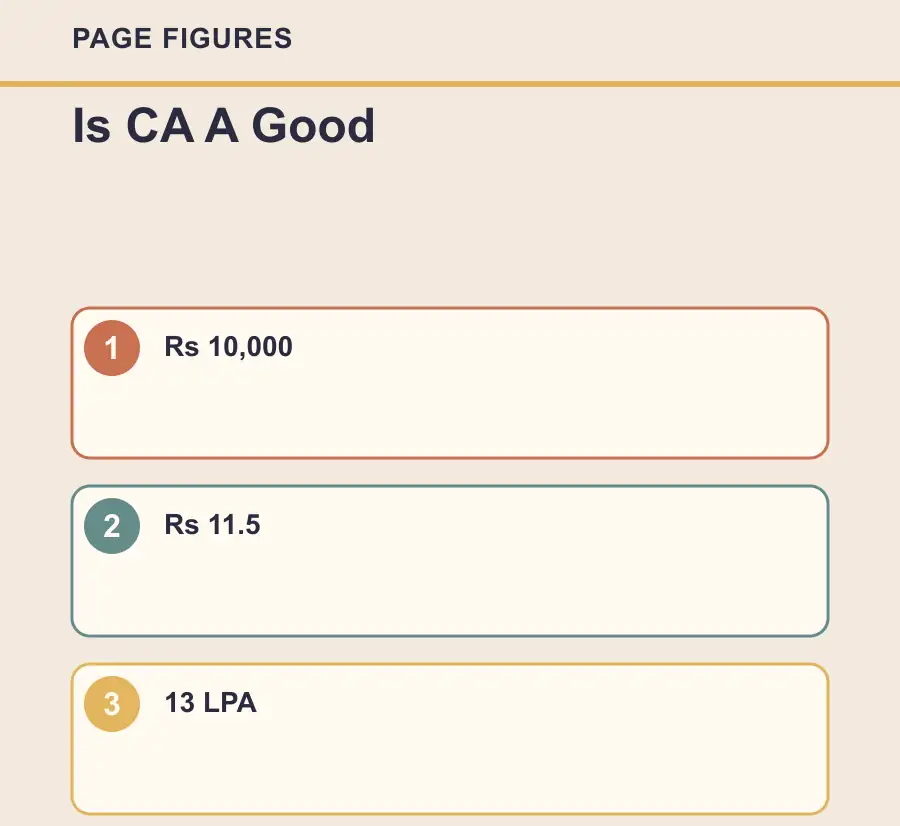 PAGE FIGURES
Is CA A Good
1 Rs 10,000
2 Rs 11.5
3 13 LPA